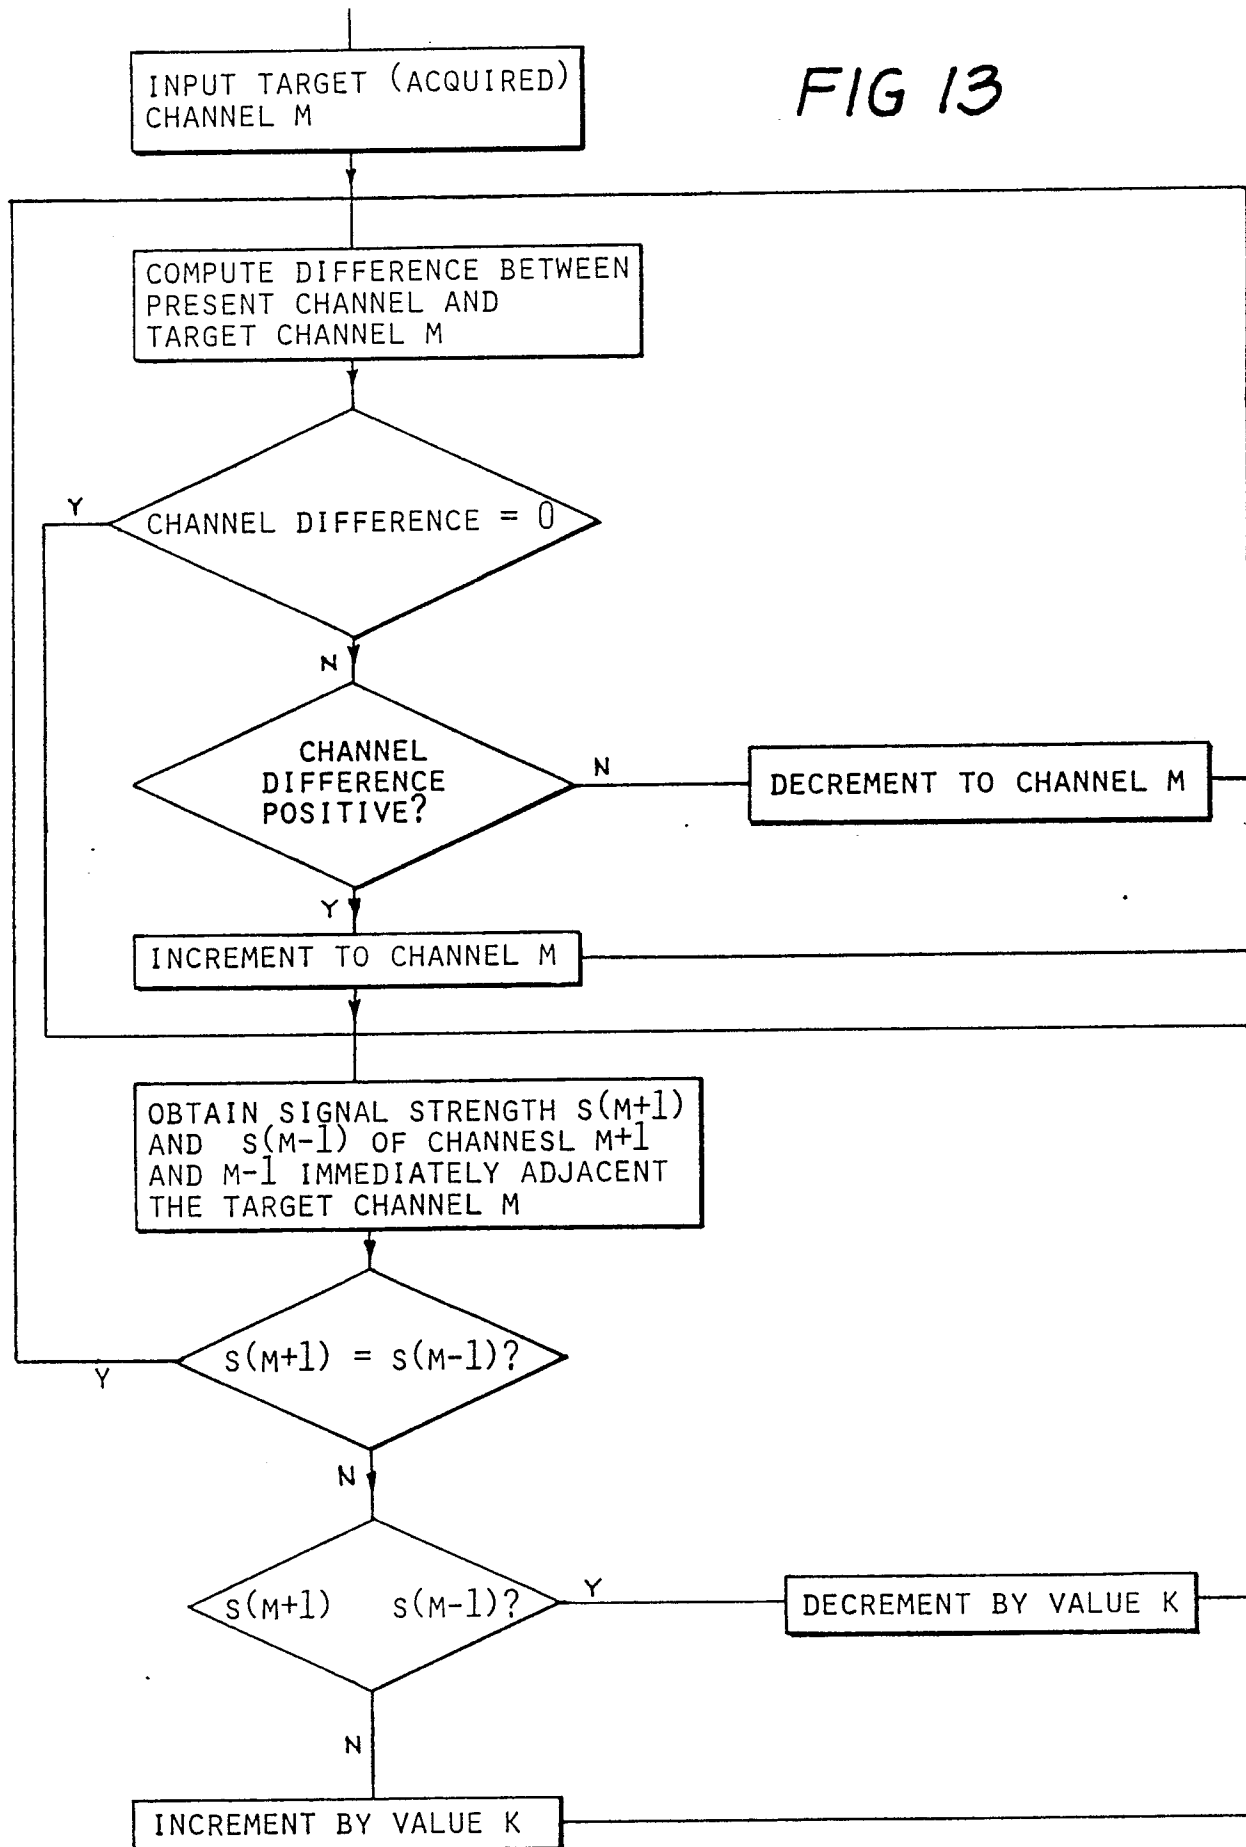 FIG 13
INPUT TARGET (ACQUIRED)
CHANNEL M
COMPUTE DIFFERENCE BETWEEN
PRESENT CHANNEL AND
TARGET CHANNEL M
Y
CHANNEL DIFFERENCE = 0
N
CHANNEL
DIFFERENCE
POSITIVE?
N
DECREMENT TO CHANNEL M
Y
INCREMENT TO CHANNEL M
OBTAIN SIGNAL STRENGTH S(M+1)
AND S(M-1) OF CHANNESL M+1
AND M-1 IMMEDIATELY ADJACENT
THE TARGET CHANNEL M
S(M+1) = S(M-1)?
Y
N
S(M+1) S(M-1)?
Y
DECREMENT BY VALUE K
N
INCREMENT BY VALUE K